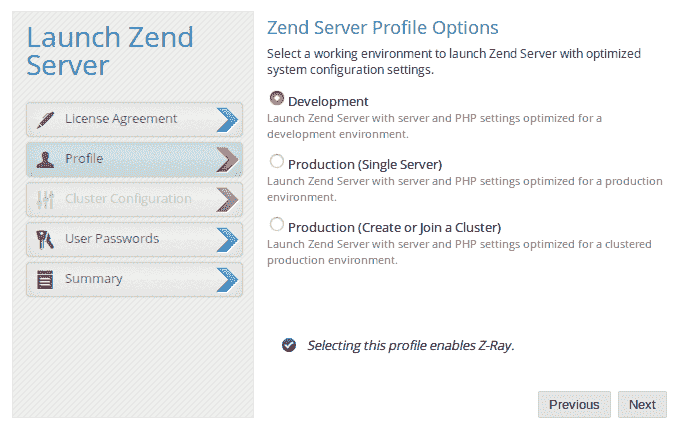 Launch Zend
Server
License Agreement
Profile
Cluster Configuration
User Passwords
Summary
Zend Server Profile Options
Select a working environment to launch Zend Server with optimized
system configuration settings.
Development
Launch Zend Server with server and PHP settings optimized for a
development environment.
Production (Single Server)
Launch Zend Server with server and PHP settings optimized for a production
environment.
Production (Create or Join a Cluster)
Launch Zend Server with server and PHP settings optimized for a clustered
production environment.
Selecting this profile enables Z-Ray.
Previous
Next